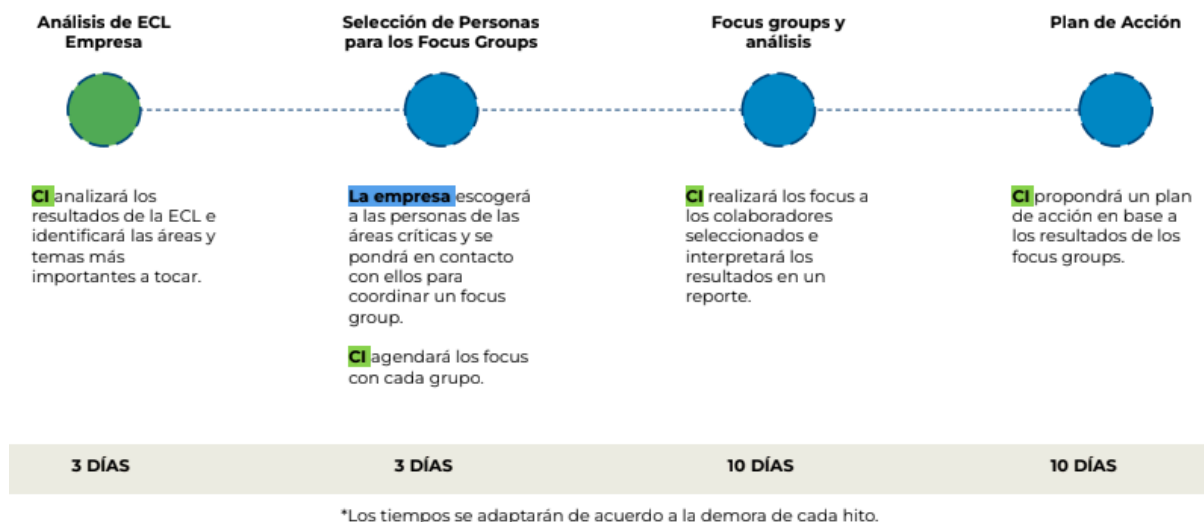 Análisis de ECL
Empresa
Selección de Personas
para los Focus Groups
Focus groups y
análisis
Plan de Acción
CI analizará los
resultados de la ECL e
identificará las áreas y
temas más
importantes a tocar.
La empresa escogerá
a las personas de las
áreas críticas y se
pondrá en contacto
con ellos para
coordinar un focus
group.
CI agendará los focus
con cada grupo.
CI realizará los focus a
los colaboradores
seleccionados e
interpretará los
resultados en un
reporte.
CI propondrá un plan
de acción en base a
los resultados de los
focus groups.
3 DÍAS
3 DÍAS
10 DÍAS
10 DÍAS
*Los tiempos se adaptarán de acuerdo a la demora de cada hito.